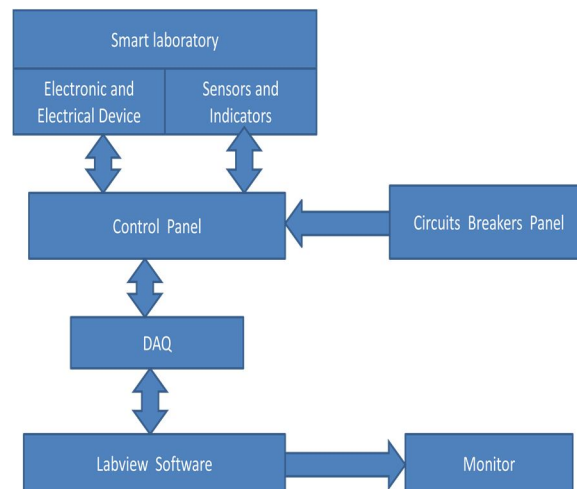 Smart laboratory
Electronic and
Electrical Device
Sensors and
Indicators
Control Panel
Circuits Breakers Panel
DAQ
Labview Software
Monitor